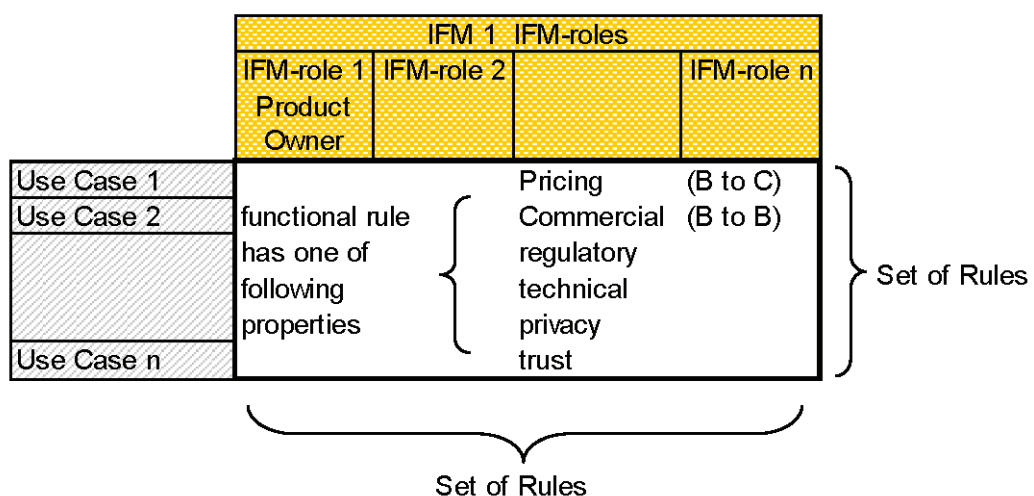 IFM 1 IFM-roles
IFM-role 1 IFM-role 2 IFM-role n
Product
Owner
Use Case 1 Pricing (B to C)
Use Case 2 functional rule Commercial (B to B)
has one of regulatory
following technical
properties privacy
Use Case n trust
Set of Rules
Set of Rules